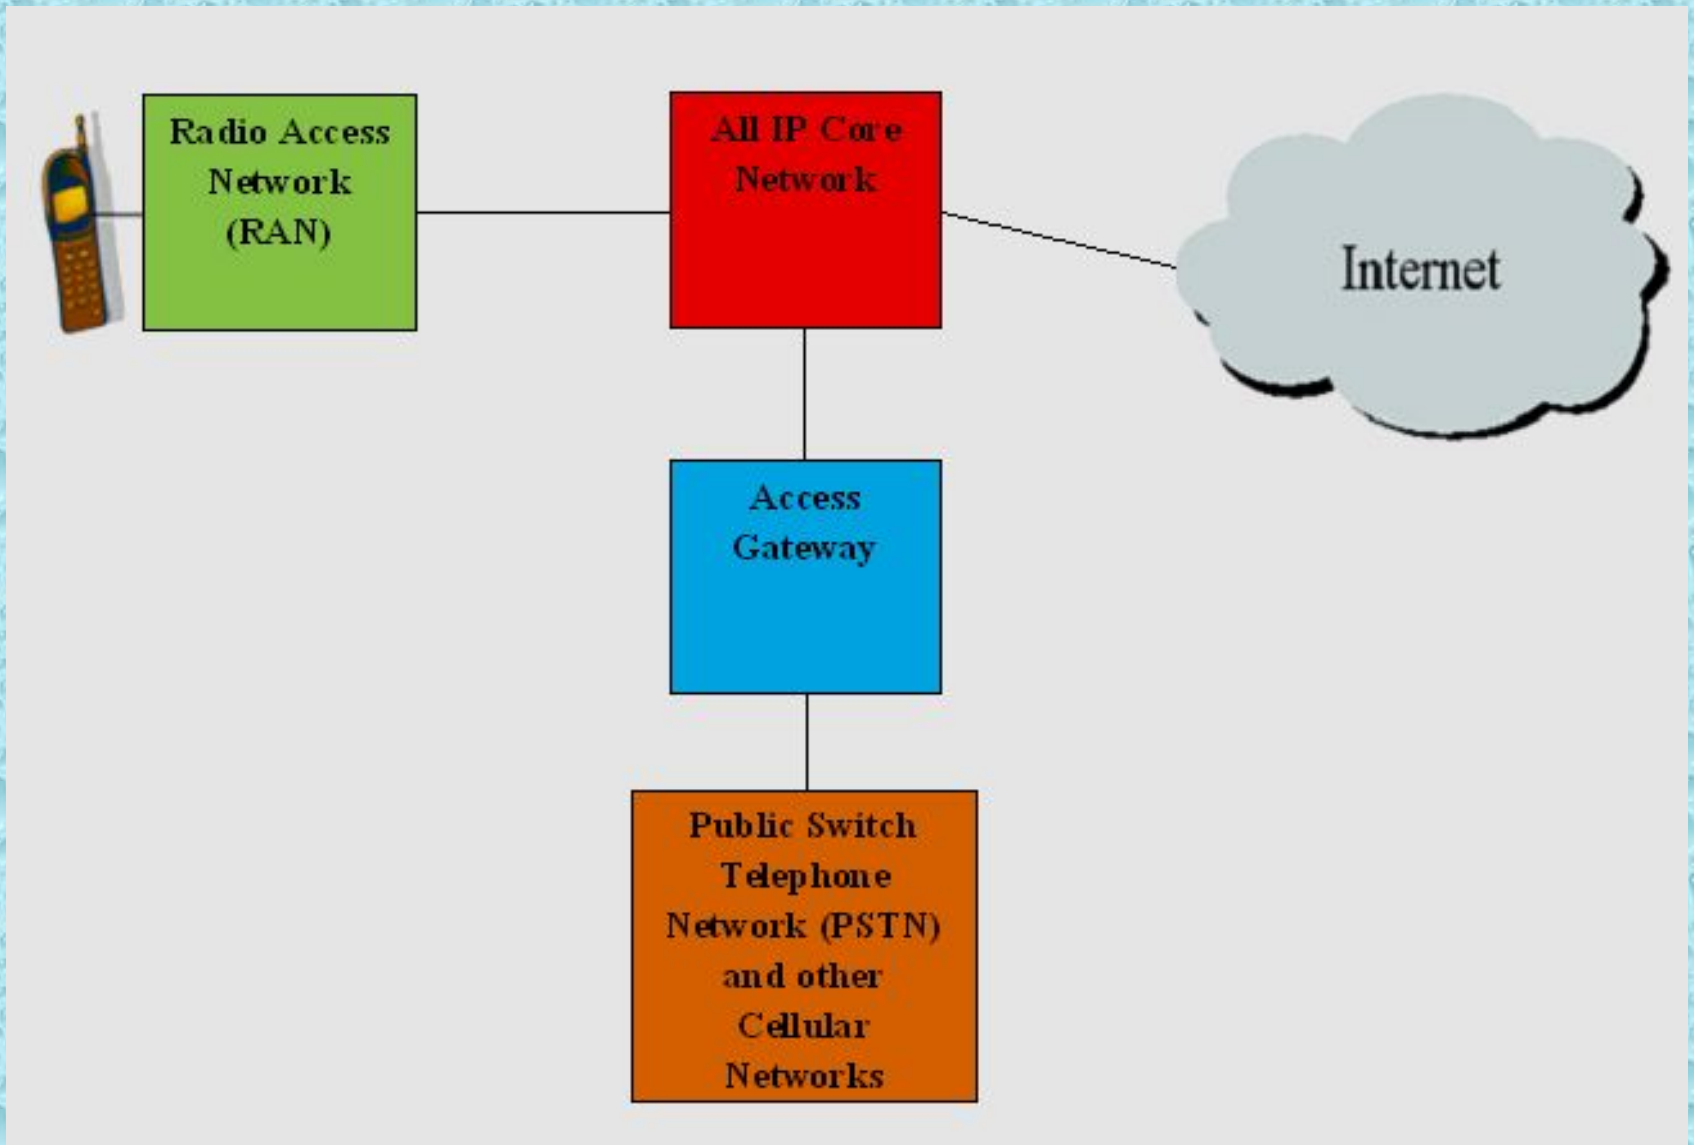 Radio Access
Network
(RAN)
All IP Core
Network
Internet
Access
Gateway
Public Switch
Telephone
Network (PSTN)
and other
Cellular
Networks